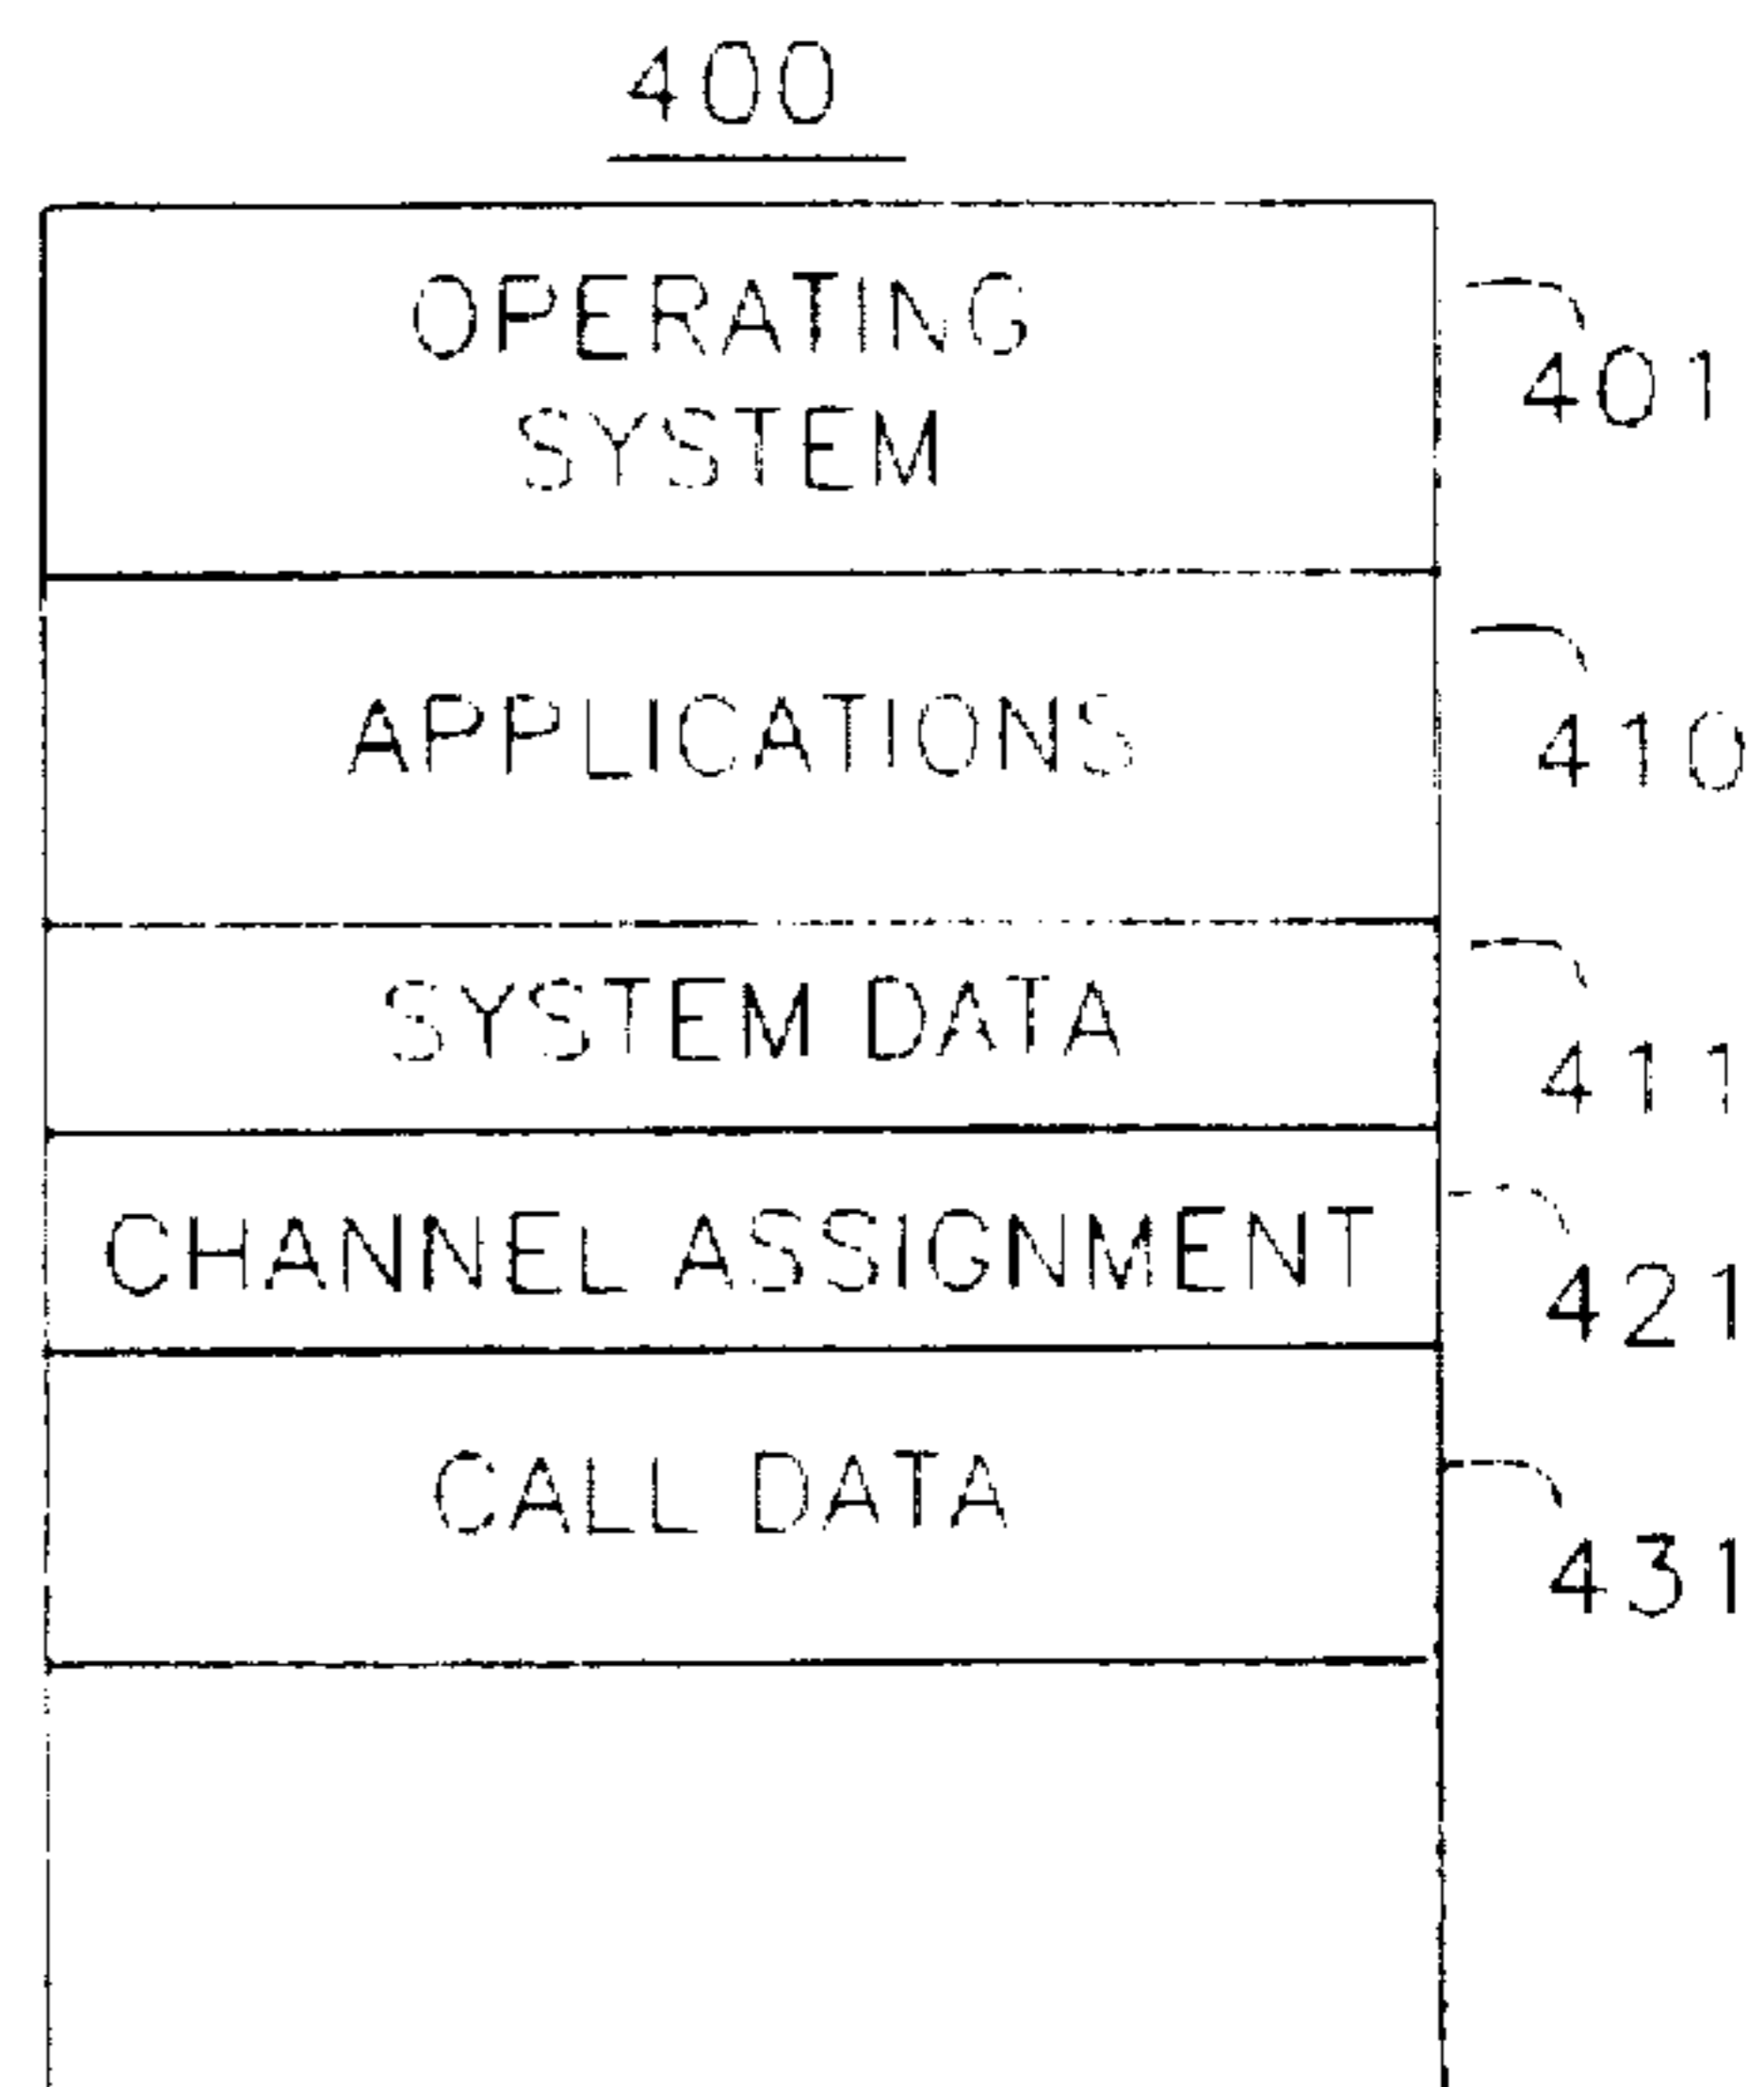 400
OPERATING
SYSTEM
401
APPLICATIONS
410
SYSTEM DATA
411
CHANNEL ASSIGNMENT
421
CALL DATA
431